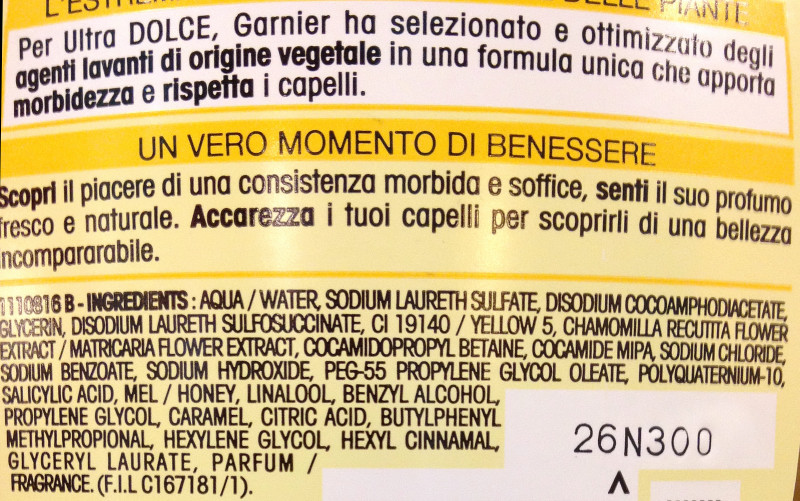 DELLE PIANTE
Per Ultra DOLCE, Garnier ha selezionato e ottimizzato degli
agenti lavanti di origine vegetale in una formula unica che apporta
morbidezza e rispetta i capelli.
UN VERO MOMENTO DI BENESSERE
Scopri il piacere di una consistenza morbida e soffice, senti il suo profumo
fresco e naturale. Accarezza i tuoi capelli per scoprirli di una bellezza
incompararabile.
1110816 B - INGREDIENTS : AQUA / WATER, SODIUM LAURETH SULFATE, DISODIUM COCOAMPHODIACETATE,
GLYCERIN, DISODIUM LAURETH SULFOSUCCINATE, CI 19140 / YELLOW 5, CHAMOMILLA RECUTITA FLOWER
EXTRACT / MATRICARIA FLOWER EXTRACT, COCAMIDOPROPYL BETAINE, COCAMIDE MIPA, SODIUM CHLORIDE,
SODIUM BENZOATE, SODIUM HYDROXIDE, PEG-55 PROPYLENE GLYCOL OLEATE, POLYQUATERNIUM-10,
SALICYLIC ACID, MEL / HONEY, LINALOOL, BENZYL ALCOHOL,
PROPYLENE GLYCOL, CARAMEL, CITRIC ACID, BUTYLPHENYL
METHYLPROPIONAL, HEXYLENE GLYCOL, HEXYL CINNAMAL,
GLYCERYL LAURATE, PARFUM /
FRAGRANCE. (F.I.L C167181/1).
26N300